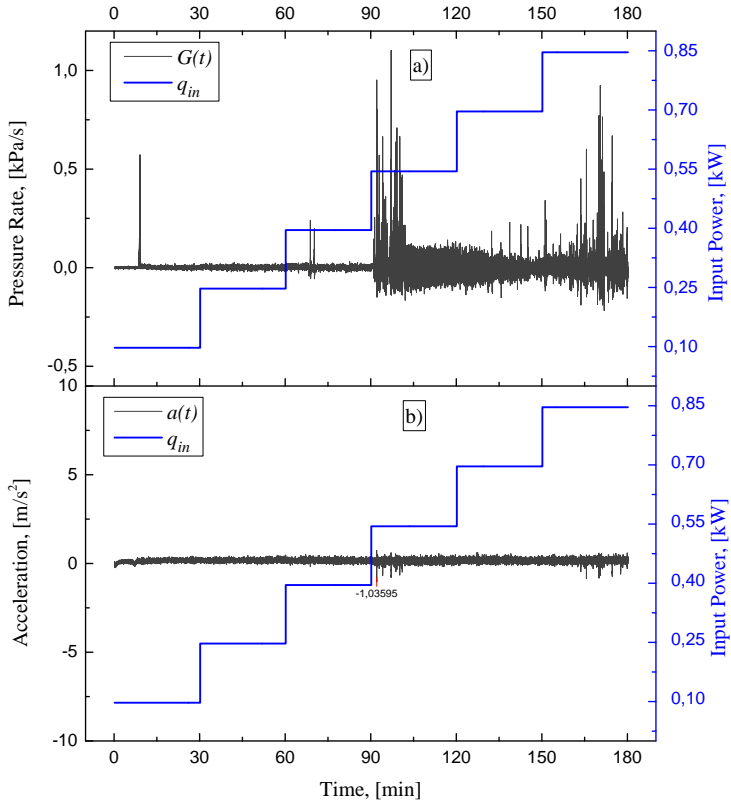 0 30 60 90 120 150 180
G(t)
q_in
a)
1,0
0,5
0,0
-0,5
Pressure Rate, [kPa/s]
0,85
0,70
0,55
0,40
0,25
0,10
Input Power, [kW]
a(t)
q_in
b)
10
5
0
-5
-10
Acceleration, [m/s²]
-1,03595
0,85
0,70
0,55
0,40
0,25
0,10
Input Power, [kW]
0 30 60 90 120 150 180
Time, [min]